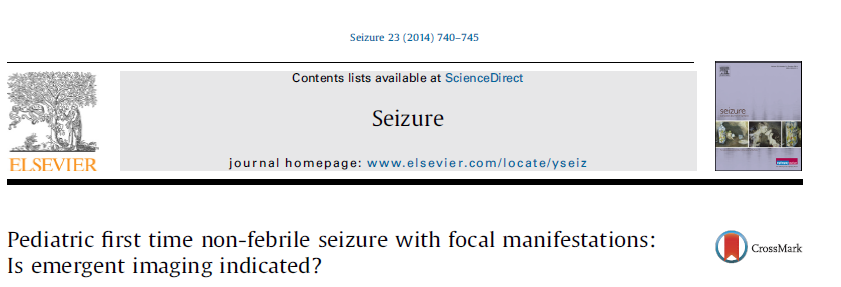 Seizure 23 (2014) 740–745
Contents lists available at ScienceDirect
Seizure
journal homepage: www.elsevier.com/locate/yseiz
ELSEVIER
seizure
Pediatric first time non-febrile seizure with focal manifestations:
Is emergent imaging indicated?
CrossMark